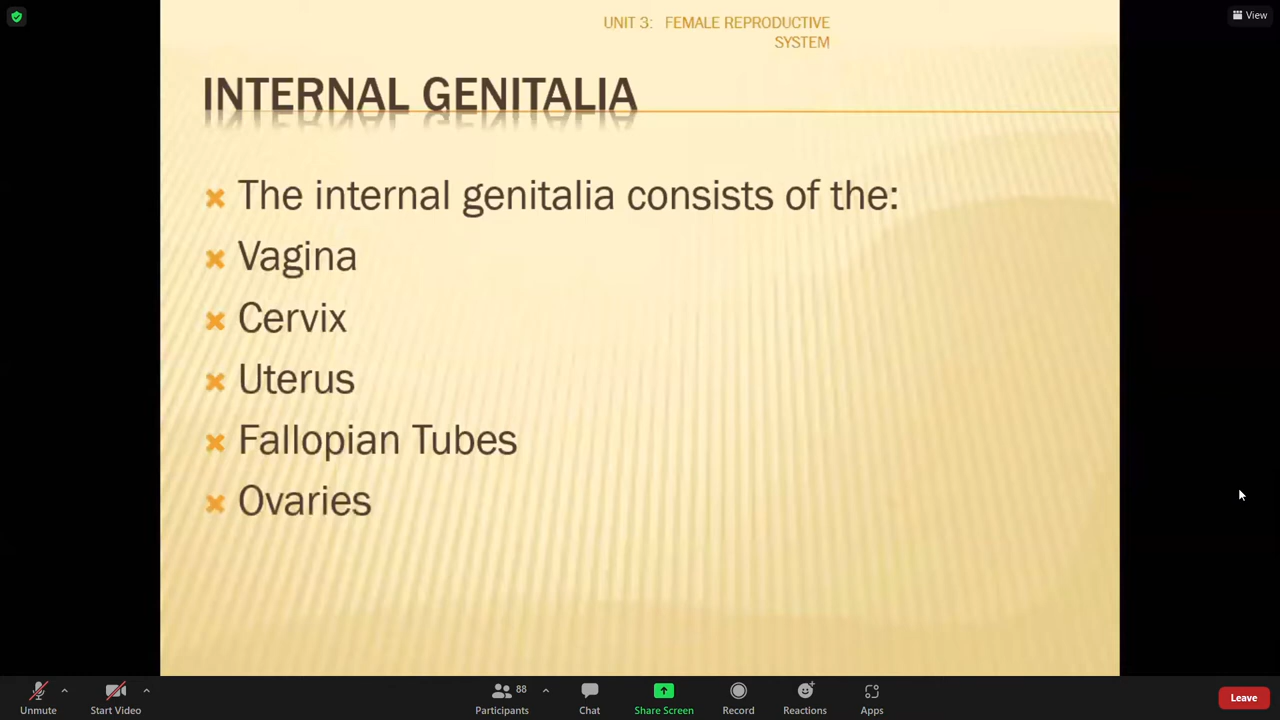 View
UNIT 3: FEMALE REPRODUCTIVE
SYSTEM
INTERNAL GENITALIA
The internal genitalia consists of the:
Vagina
Cervix
Uterus
Fallopian Tubes
Ovaries
88
Unmute
Start Video
Participants
Chat
Share Screen
Record
Reactions
Apps
Leave